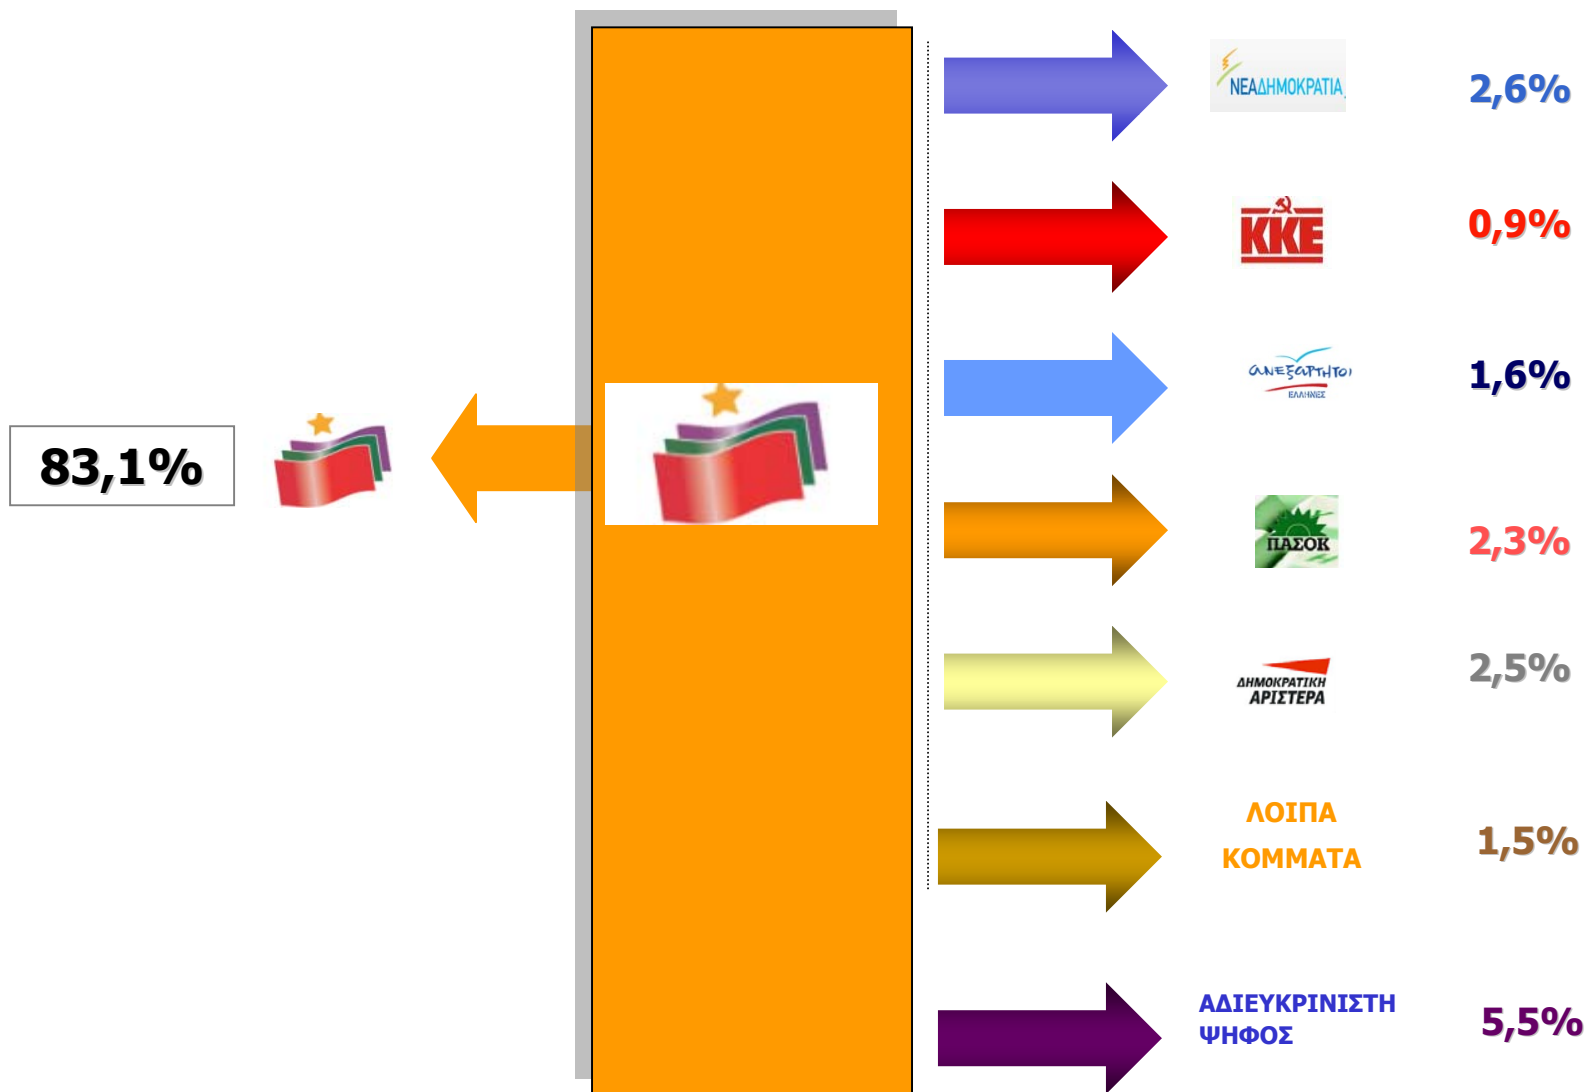 ΝΕΑΔΗΜΟΚΡΑΤΙΑ
2,6%
ΚΚΕ
0,9%
ΑΝΕΞΑΡΤΗΤΟΙ
ΕΛΛΗΝΕΣ
1,6%
83,1%
ΠΑΣΟΚ
2,3%
ΔΗΜΟΚΡΑΤΙΚΗ
ΑΡΙΣΤΕΡΑ
2,5%
ΛΟΙΠΑ
ΚΟΜΜΑΤΑ
1,5%
ΑΔΙΕΥΚΡΙΝΙΣΤΗ
ΨΗΦΟΣ
5,5%